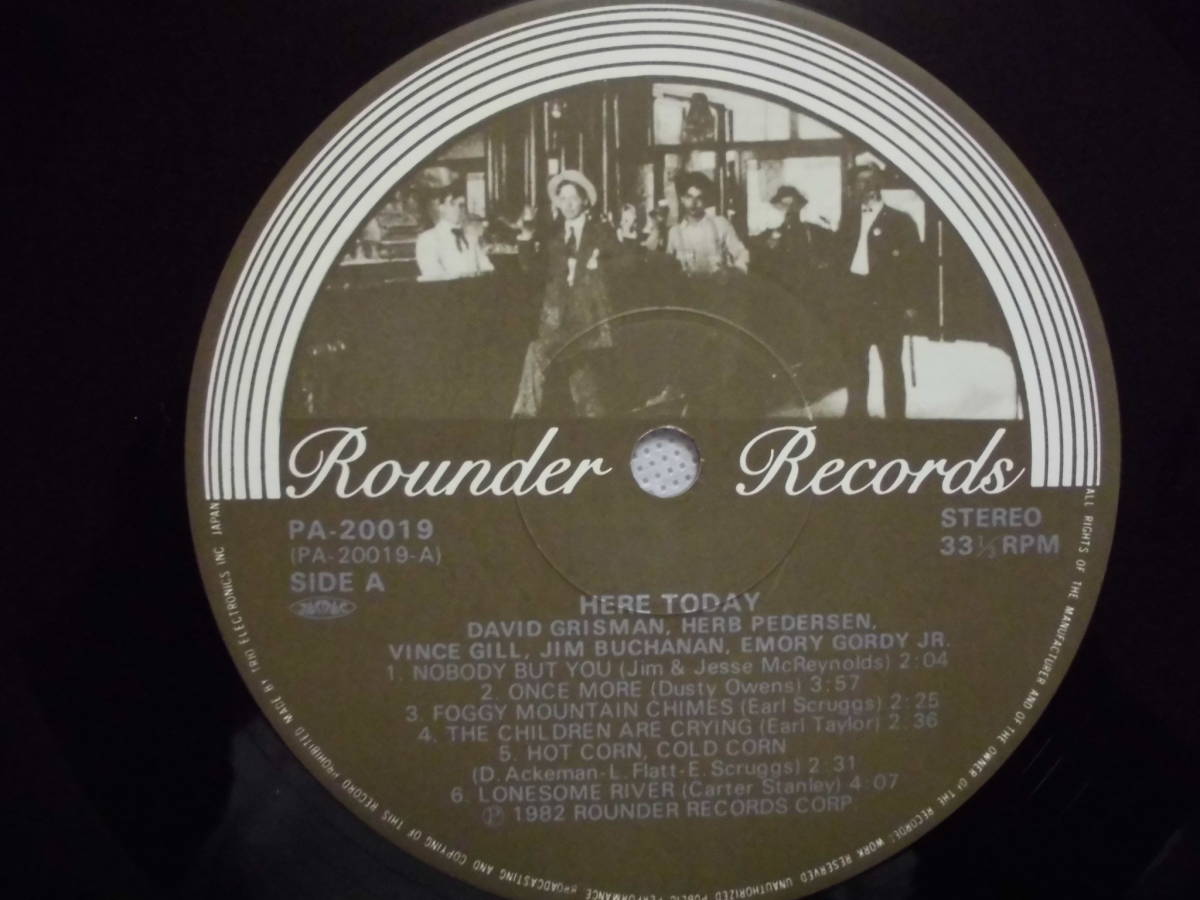 Rounder Records
PA-20019
(PA-20019-A)
SIDE A
STEREO
33⅓ RPM
HERE TODAY
DAVID GRISMAN, HERB PEDERSEN,
VINCE GILL, JIM BUCHANAN, EMORY GORDY JR.
1. NOBODY BUT YOU (Jim & Jesse McReynolds) 2:04
2. ONCE MORE (Dusty Owens) 3:57
3. FOGGY MOUNTAIN CHIMES (Earl Scruggs) 2:25
4. THE CHILDREN ARE CRYING (Earl Taylor) 2:36
5. HOT CORN, COLD CORN
(D. Ackeman-L. Flatt-E. Scruggs) 2:31
6. LONESOME RIVER (Carter Stanley) 4:07
Ⓟ 1982 ROUNDER RECORDS CORP.
ALL RIGHTS OF THE MANUFACTURER AND OF THE OWNER OF THE RECORDED WORK RESERVED UNAUTHORIZED PUBLIC PERFORMANCE BROADCASTING AND COPYING OF THIS RECORD PROHIBITED MADE BY TRIO ELECTRONICS INC JAPAN